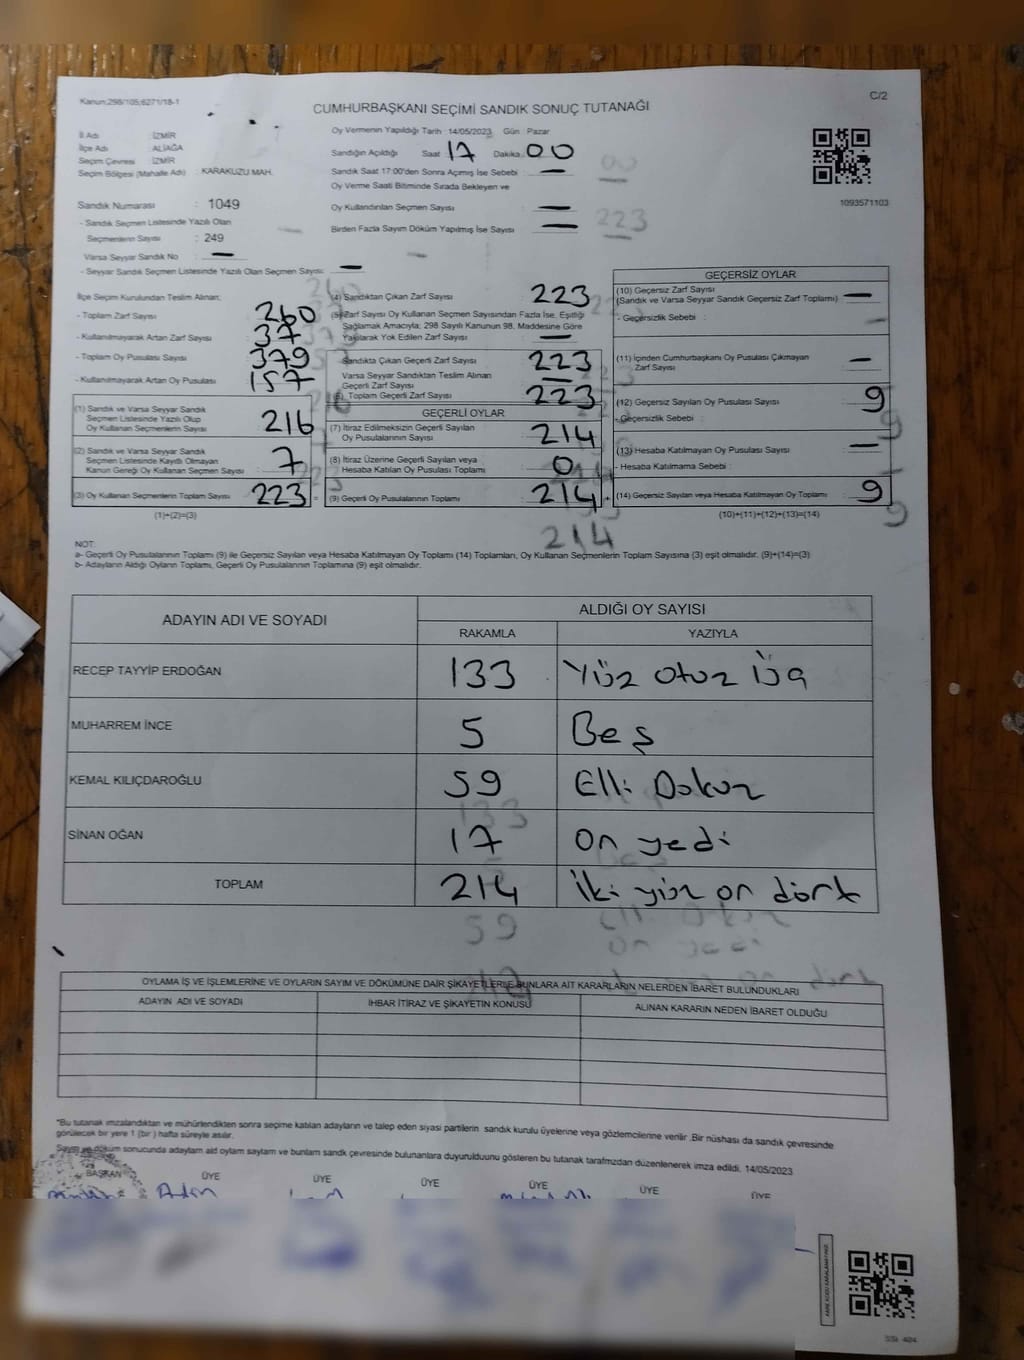 Kanun:298/105;6271/18-1
C/2
CUMHURBAŞKANI SEÇİMİ SANDIK SONUÇ TUTANAĞI
İl Adı : İZMİR
İlçe Adı : ALİAĞA
Seçim Çevresi : İZMİR
Seçim Bölgesi (Mahalle Adı) : KARAKUZU MAH.
Sandık Numarası : 1049
- Sandık Seçmen Listesinde Yazılı Olan
Seçmenlerin Sayısı : 249
Varsa Seyyar Sandık No : —
- Seyyar Sandık Seçmen Listesinde Yazılı Olan Seçmen Sayısı: —
Oy Vermenin Yapıldığı Tarih : 14/05/2023 Gün : Pazar
Sandığın Açıldığı Saat : 17 Dakika : 00
Sandık Saat 17:00'den Sonra Açımış İse Sebebi : —
Oy Verme Saati Bitiminde Sırada Bekleyen ve
Oy Kullandırılan Seçmen Sayısı : —
Birden Fazla Sayım Döküm Yapılmış İse Sayısı : —
1093571103
İlçe Seçim Kurulundan Teslim Alınan;
- Toplam Zarf Sayısı : 260
- Kullanılmayarak Artan Zarf Sayısı : 37
- Toplam Oy Pusulası Sayısı : 379
- Kullanılmayarak Artan Oy Pusulası : 157
(1) Sandık ve Varsa Seyyar Sandık
Seçmen Listesinde Yazılı Olup
Oy Kullanan Seçmenlerin Sayısı : 216
(2) Sandık ve Varsa Seyyar Sandık
Seçmen Listesinde Kayıtlı Olmayan
Kanun Gereği Oy Kullanan Seçmen Sayısı : 7
(3) Oy Kullanan Seçmenlerin Toplam Sayısı : 223
(1)+(2)=(3)
(4) Sandıktan Çıkan Zarf Sayısı : 223
(5) Zarf Sayısı Oy Kullanan Seçmen Sayısından Fazla İse, Eşitliği
Sağlamak Amacıyla; 298 Sayılı Kanunun 98. Maddesine Göre
Yakılarak Yok Edilen Zarf Sayısı : —
Sandıkta Çıkan Geçerli Zarf Sayısı : 223
Varsa Seyyar Sandıktan Teslim Alınan
Geçerli Zarf Sayısı : —
(6) Toplam Geçerli Zarf Sayısı : 223
GEÇERLİ OYLAR
(7) İtiraz Edilmeksizin Geçerli Sayılan
Oy Pusulalarının Sayısı : 214
(8) İtiraz Üzerine Geçerli Sayılan veya
Hesaba Katılan Oy Pusulası Toplamı : 0
= (9) Geçerli Oy Pusulalarının Toplamı : 214
GEÇERSİZ OYLAR
(10) Geçersiz Zarf Sayısı
(Sandık ve Varsa Seyyar Sandık Geçersiz Zarf Toplamı) : —
- Geçersizlik Sebebi :
(11) İçinden Cumhurbaşkanı Oy Pusulası Çıkmayan
Zarf Sayısı : —
(12) Geçersiz Sayılan Oy Pusulası Sayısı : 9
- Geçersizlik Sebebi :
(13) Hesaba Katılmayan Oy Pusulası Sayısı : —
- Hesaba Katılmama Sebebi :
+ (14) Geçersiz Sayılan veya Hesaba Katılmayan Oy Toplamı : 9
(10)+(11)+(12)+(13)=(14)
NOT:
a- Geçerli Oy Pusulalarının Toplamı (9) ile Geçersiz Sayılan veya Hesaba Katılmayan Oy Toplamı (14) Toplamları, Oy Kullanan Seçmenlerin Toplam Sayısına (3) eşit olmalıdır. (9)+(14)=(3)
b- Adayların Aldığı Oyların Toplamı, Geçerli Oy Pusulalarının Toplamına (9) eşit olmalıdır.
ADAYIN ADI VE SOYADI ALDIĞI OY SAYISI
RAKAMLA YAZIYLA
RECEP TAYYİP ERDOĞAN 133 Yüz otuz üç
MUHARREM İNCE 5 Beş
KEMAL KILIÇDAROĞLU 59 Elli Dokuz
SİNAN OĞAN 17 On yedi
TOPLAM 214 İki yüz on dört
OYLAMA İŞ VE İŞLEMLERİNE VE OYLARIN SAYIM VE DÖKÜMÜNE DAİR ŞİKAYETLERLE BUNLARA AİT KARARLARIN NELERDEN İBARET BULUNDUKLARI
ADAYIN ADI VE SOYADI İHBAR İTİRAZ VE ŞİKAYETİN KONUSU ALINAN KARARIN NEDEN İBARET OLDUĞU
*Bu tutanak imzalandıktan ve mühürlendikten sonra seçime katılan adayların ve talep eden siyasi partilerin sandık kurulu üyelerine veya gözlemcilerine verilir. Bir nüshası da sandık çevresinde
görülecek bir yere 1 (bir) hafta süreyle asılır.
Sayım ve döküm sonucunda adayların ald oyların sayıları ve bunların sandık çevresinde bulunanlara duyurulduunu gösteren bu tutanak tarafmzdan düzenlenerek imza edildi. 14/05/2023
BAŞKAN ÜYE ÜYE ÜYE ÜYE ÜYE ÜYE